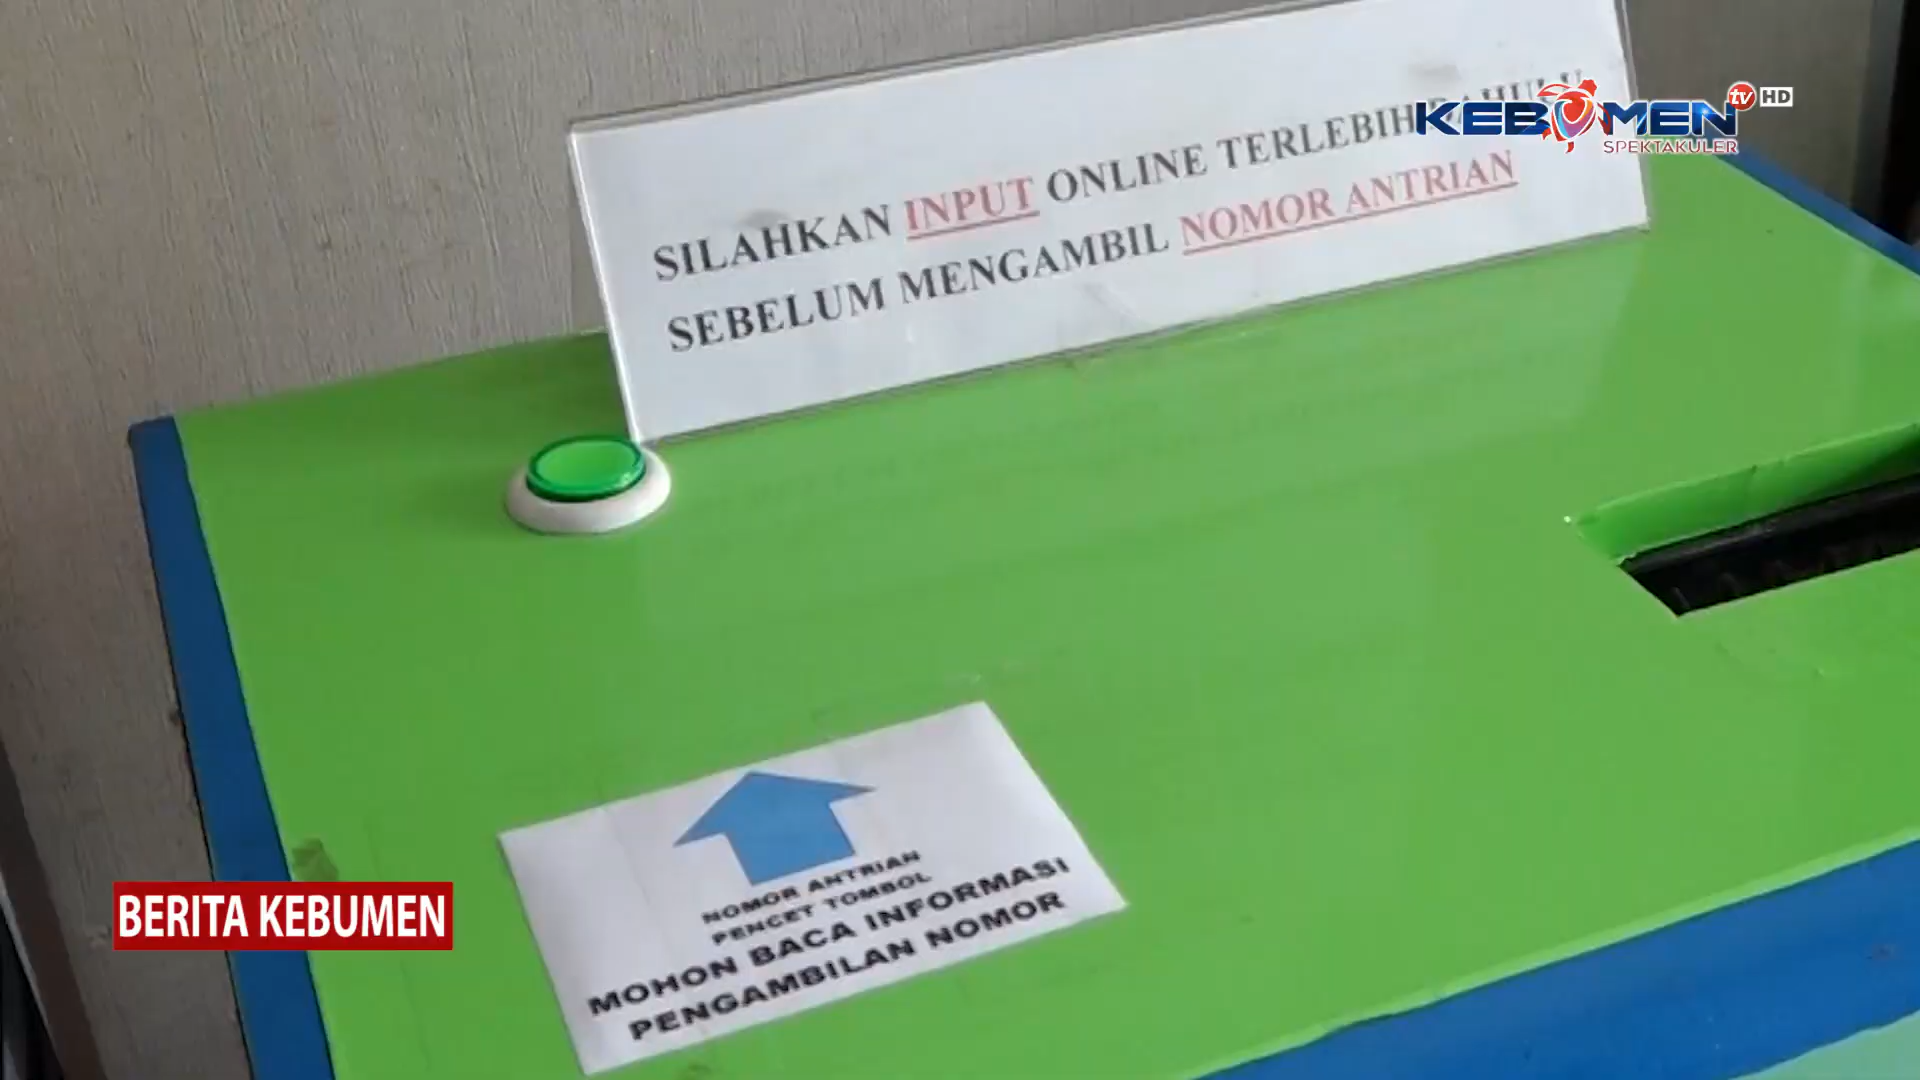 SILAHKAN INPUT ONLINE TERLEBIH DAHULU
SEBELUM MENGAMBIL NOMOR ANTRIAN
KEBUMEN tv HD
SPEKTAKULER
NOMOR ANTRIAN
PENCET TOMBOL
MOHON BACA INFORMASI
PENGAMBILAN NOMOR
BERITA KEBUMEN